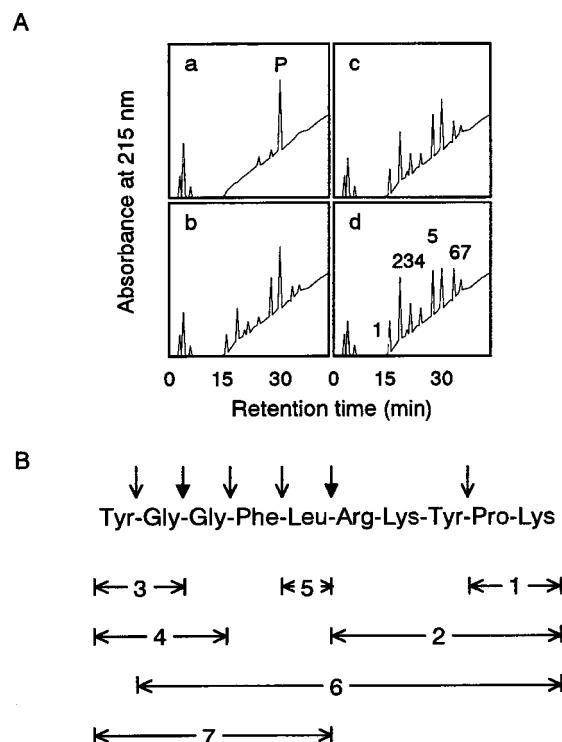 A
a
P
c
b
d
5
234
67
1
Absorbance at 215 nm
0 15 30 0 15 30
Retention time (min)
B
Tyr-Gly-Gly-Phe-Leu-Arg-Lys-Tyr-Pro-Lys
3 5 1
4 2
6
7